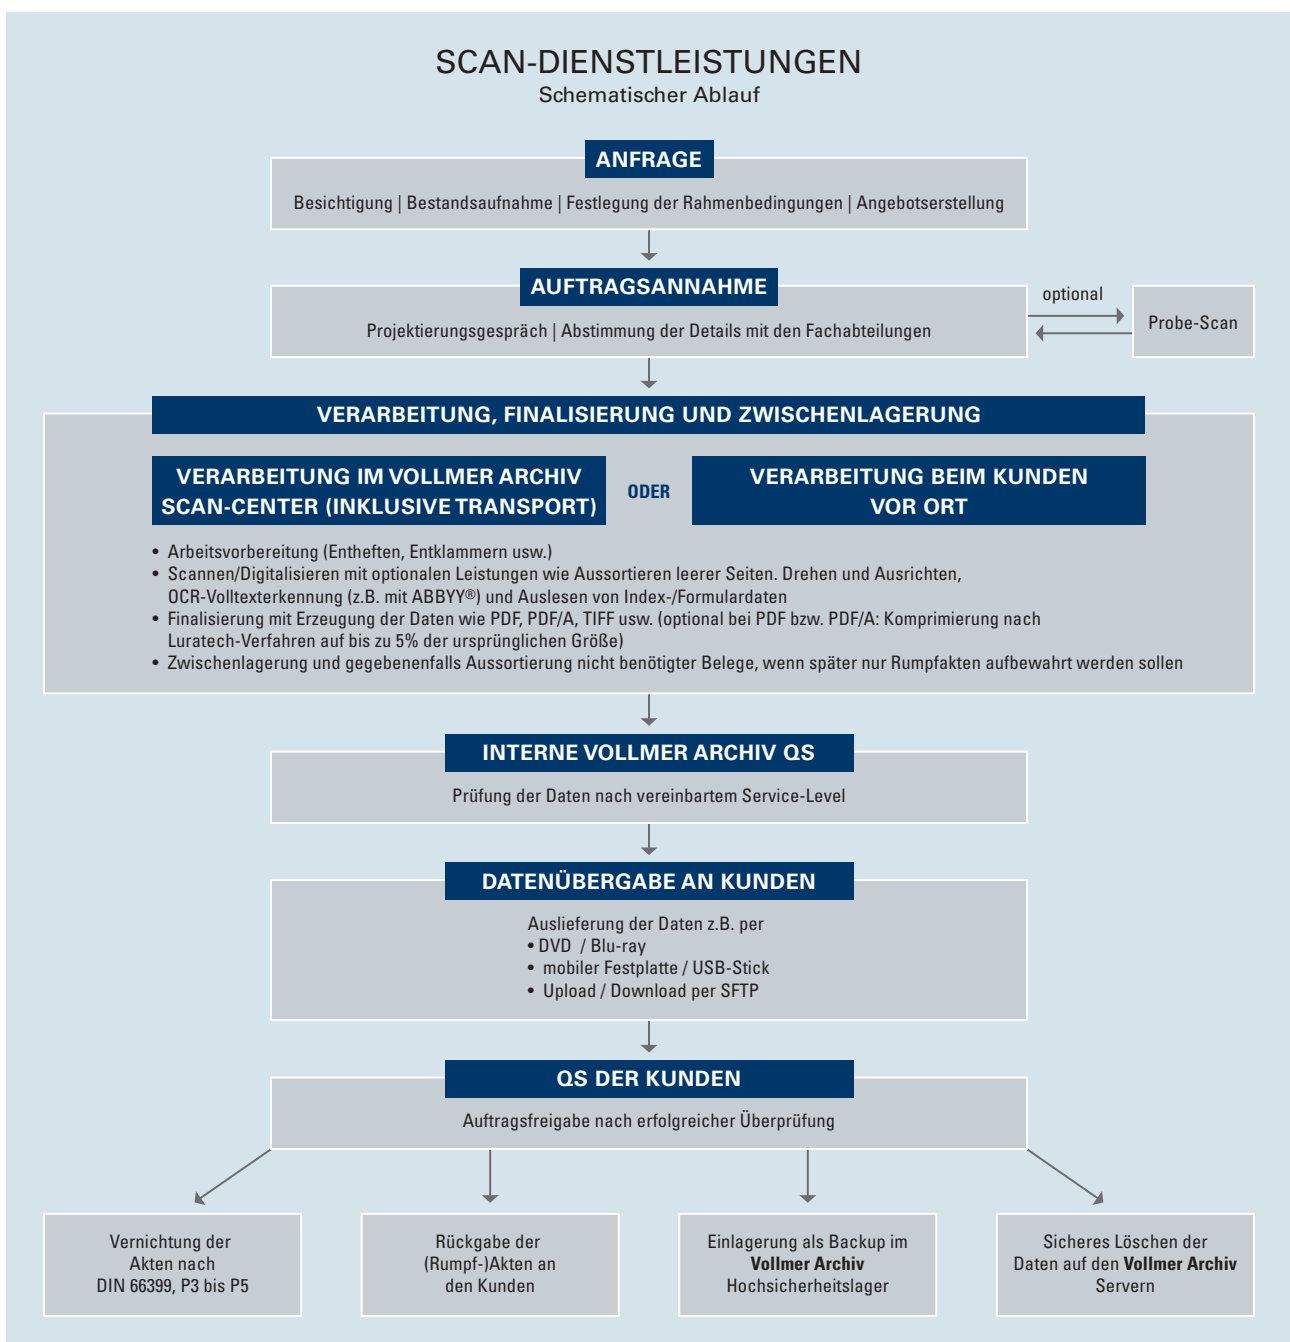 SCAN-DIENSTLEISTUNGEN
Schematischer Ablauf
ANFRAGE
Besichtigung | Bestandsaufnahme | Festlegung der Rahmenbedingungen | Angebotserstellung
AUFTRAGSANNAHME
Projektierungsgespräch | Abstimmung der Details mit den Fachabteilungen
optional
Probe-Scan
VERARBEITUNG, FINALISIERUNG UND ZWISCHENLAGERUNG
VERARBEITUNG IM VOLLMER ARCHIV
SCAN-CENTER (INKLUSIVE TRANSPORT)
ODER
VERARBEITUNG BEIM KUNDEN
VOR ORT
• Arbeitsvorbereitung (Entheften, Entklammern usw.)
• Scannen/Digitalisieren mit optionalen Leistungen wie Aussortieren leerer Seiten. Drehen und Ausrichten,
OCR-Volltexterkennung (z.B. mit ABBYY®) und Auslesen von Index-/Formulardaten
• Finalisierung mit Erzeugung der Daten wie PDF, PDF/A, TIFF usw. (optional bei PDF bzw. PDF/A: Komprimierung nach
Luratech-Verfahren auf bis zu 5% der ursprünglichen Größe)
• Zwischenlagerung und gegebenenfalls Aussortierung nicht benötigter Belege, wenn später nur Rumpfakten aufbewahrt werden sollen
INTERNE VOLLMER ARCHIV QS
Prüfung der Daten nach vereinbartem Service-Level
DATENÜBERGABE AN KUNDEN
Auslieferung der Daten z.B. per
• DVD / Blu-ray
• mobiler Festplatte / USB-Stick
• Upload / Download per SFTP
QS DER KUNDEN
Auftragsfreigabe nach erfolgreicher Überprüfung
Vernichtung der
Akten nach
DIN 66399, P3 bis P5
Rückgabe der
(Rumpf-)Akten an
den Kunden
Einlagerung als Backup im
Vollmer Archiv
Hochsicherheitslager
Sicheres Löschen der
Daten auf den Vollmer Archiv
Servern